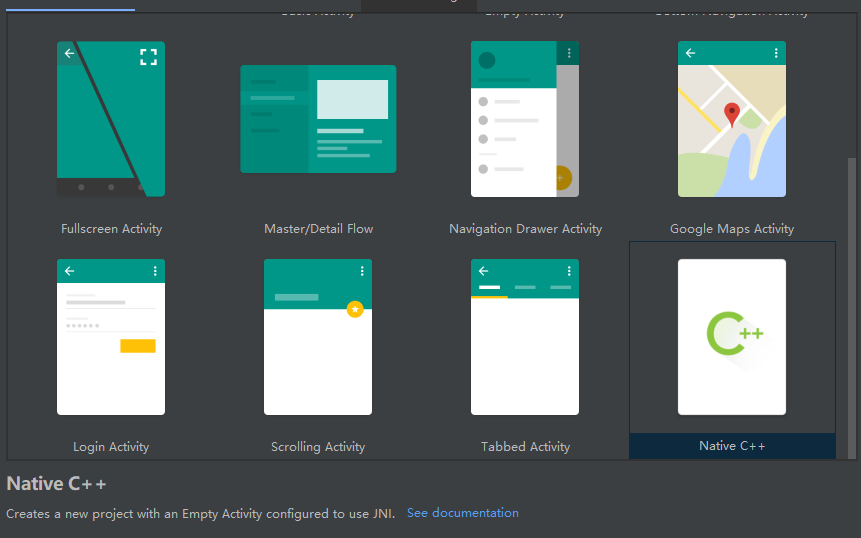 Basic Activity
Empty Activity
Bottom Navigation Activity
Fullscreen Activity
Master/Detail Flow
Navigation Drawer Activity
Google Maps Activity
C++
Login Activity
Scrolling Activity
Tabbed Activity
Native C++
Native C++
Creates a new project with an Empty Activity configured to use JNI. See documentation